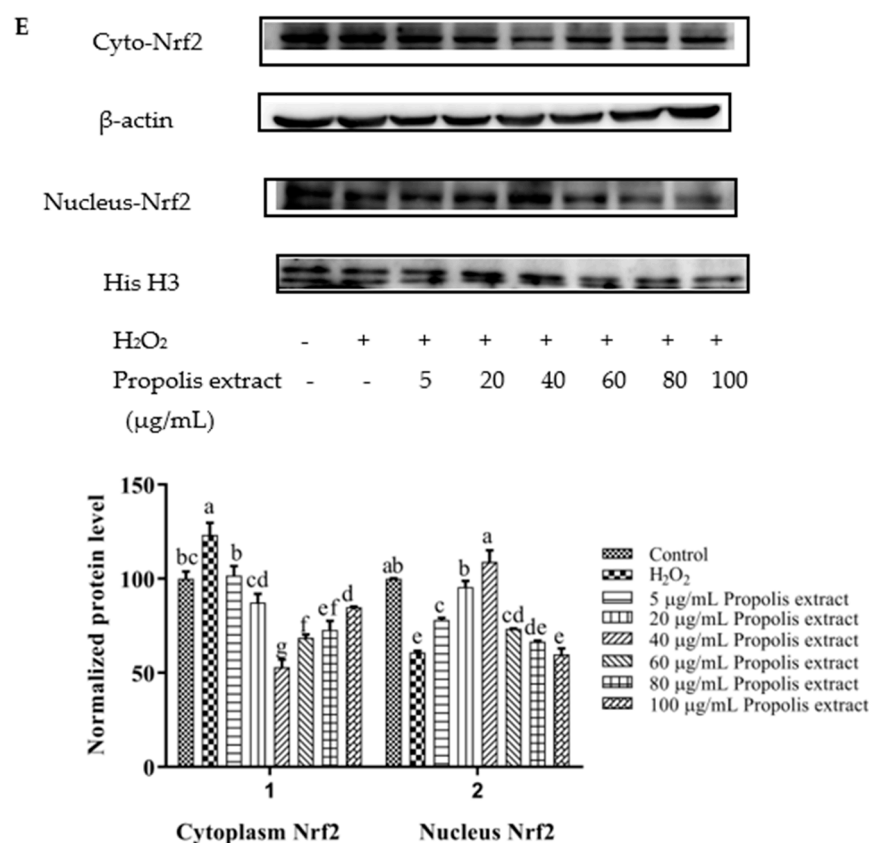 E
Cyto-Nrf2
β-actin
Nucleus-Nrf2
His H3
H₂O₂ - + + + + + + +
Propolis extract - - 5 20 40 60 80 100
(µg/mL)
Normalized protein level
150
100
50
0
bc a b cd g f ef d
ab e c b a cd de e
1 2
Cytoplasm Nrf2 Nucleus Nrf2
Control
H₂O₂
5 µg/mL Propolis extract
20 µg/mL Propolis extract
40 µg/mL Propolis extract
60 µg/mL Propolis extract
80 µg/mL Propolis extract
100 µg/mL Propolis extract